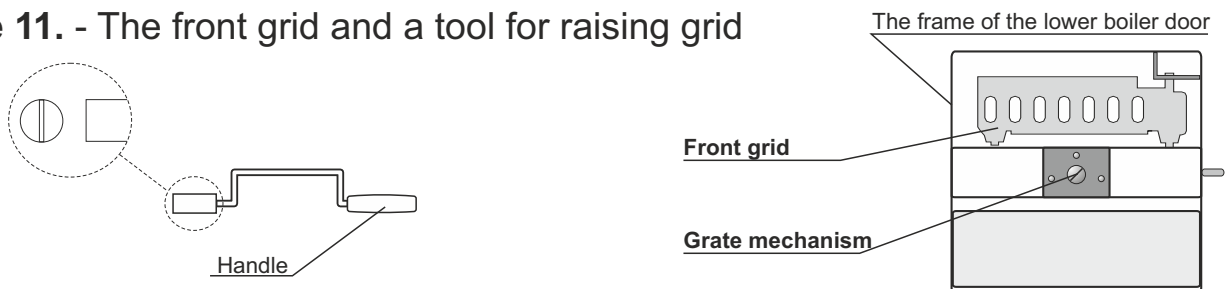 11. - The front grid and a tool for raising grid
The frame of the lower boiler door
Front grid
Grate mechanism
Handle